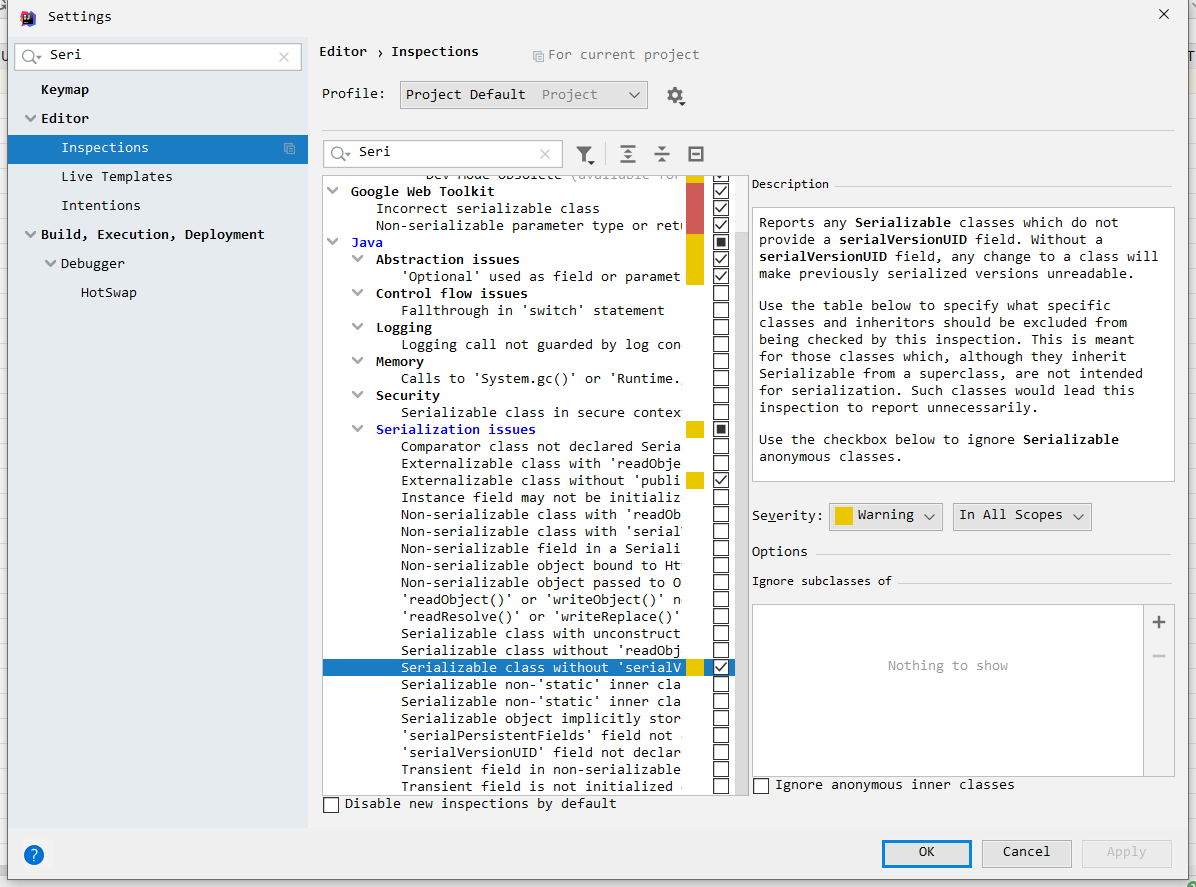 Settings
Seri
Keymap
Editor
Inspections
Live Templates
Intentions
Build, Execution, Deployment
Debugger
HotSwap
Editor › Inspections
For current project
Profile:
Project Default Project
Seri
Dev Mode Obsolete (available for
Google Web Toolkit
Incorrect serializable class
Non-serializable parameter type or retu
Java
Abstraction issues
'Optional' used as field or paramet
Control flow issues
Fallthrough in 'switch' statement
Logging
Logging call not guarded by log con
Memory
Calls to 'System.gc()' or 'Runtime.
Security
Serializable class in secure contex
Serialization issues
Comparator class not declared Seria
Externalizable class with 'readObje
Externalizable class without 'publi
Instance field may not be initializ
Non-serializable class with 'readOb
Non-serializable class with 'serial
Non-serializable field in a Seriali
Non-serializable object bound to Ht
Non-serializable object passed to O
'readObject()' or 'writeObject()' n
'readResolve()' or 'writeReplace()'
Serializable class with unconstruct
Serializable class without 'readObj
Serializable class without 'serialV
Serializable non-'static' inner cla
Serializable non-'static' inner cla
Serializable object implicitly stor
'serialPersistentFields' field not
'serialVersionUID' field not declar
Transient field in non-serializable
Transient field is not initialized
Disable new inspections by default
Description
Reports any Serializable classes which do not
provide a serialVersionUID field. Without a
serialVersionUID field, any change to a class will
make previously serialized versions unreadable.
Use the table below to specify what specific
classes and inheritors should be excluded from
being checked by this inspection. This is meant
for those classes which, although they inherit
Serializable from a superclass, are not intended
for serialization. Such classes would lead this
inspection to report unnecessarily.
Use the checkbox below to ignore Serializable
anonymous classes.
Severity:
Warning
In All Scopes
Options
Ignore subclasses of
Nothing to show
Ignore anonymous inner classes
?
OK
Cancel
Apply